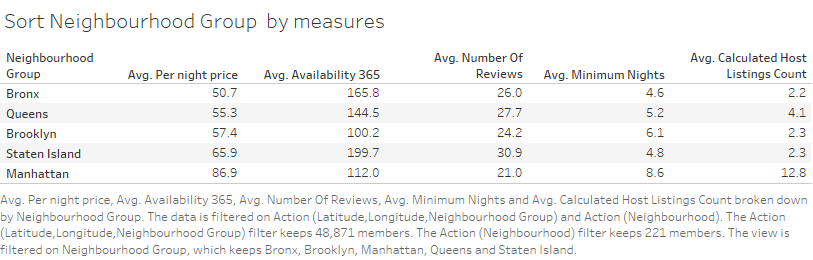 Sort Neighbourhood Group by measures
Neighbourhood Group Avg. Per night price Avg. Availability 365 Avg. Number Of Reviews Avg. Minimum Nights Avg. Calculated Host Listings Count
Bronx 50.7 165.8 26.0 4.6 2.2
Queens 55.3 144.5 27.7 5.2 4.1
Brooklyn 57.4 100.2 24.2 6.1 2.3
Staten Island 65.9 199.7 30.9 4.8 2.3
Manhattan 86.9 112.0 21.0 8.6 12.8
Avg. Per night price, Avg. Availability 365, Avg. Number Of Reviews, Avg. Minimum Nights and Avg. Calculated Host Listings Count broken down
by Neighbourhood Group. The data is filtered on Action (Latitude,Longitude,Neighbourhood Group) and Action (Neighbourhood). The Action
(Latitude,Longitude,Neighbourhood Group) filter keeps 48,871 members. The Action (Neighbourhood) filter keeps 221 members. The view is
filtered on Neighbourhood Group, which keeps Bronx, Brooklyn, Manhattan, Queens and Staten Island.